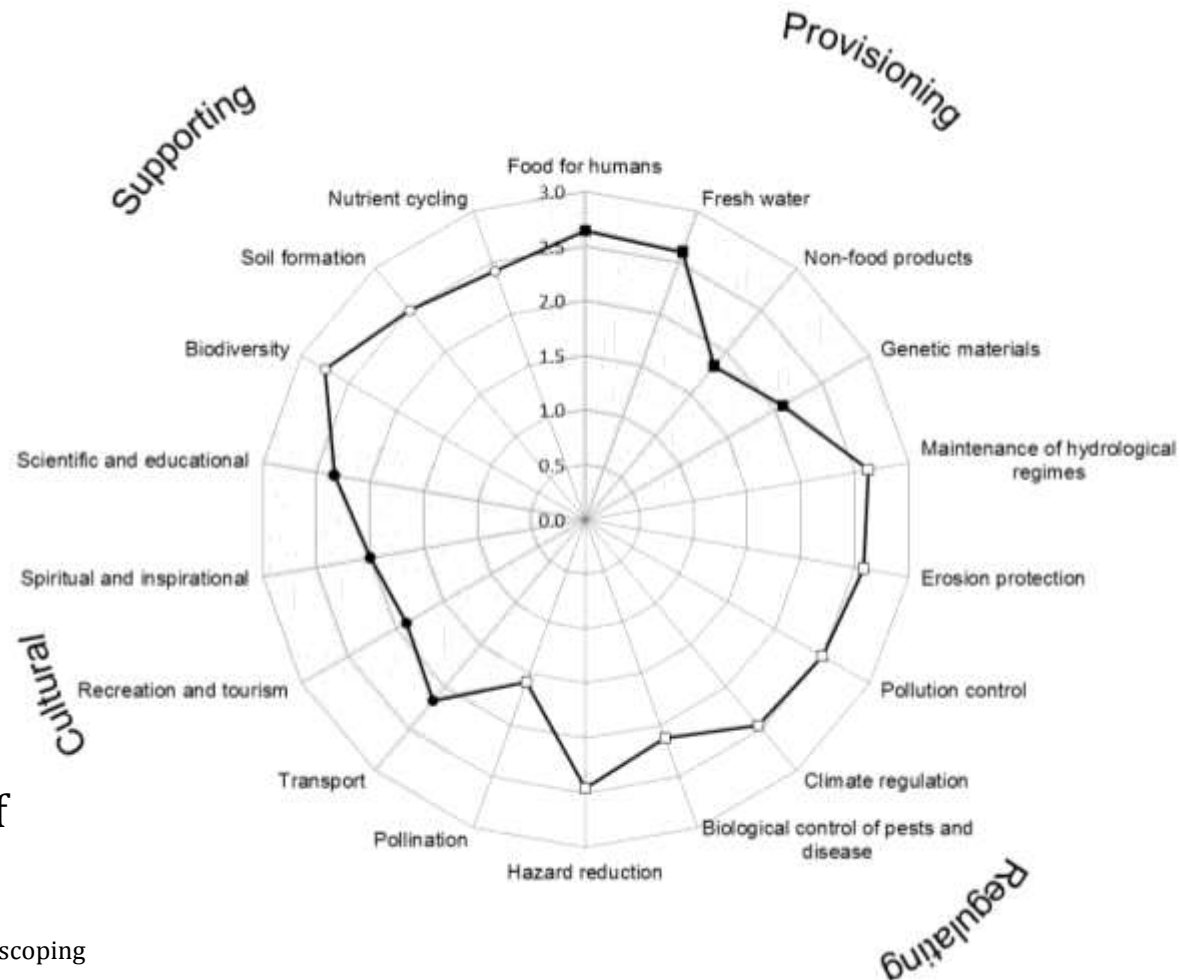 Provisioning
Supporting
Food for humans
3.0
Nutrient cycling
Fresh water
Soil formation
2.5
Non-food products
2.0
Biodiversity
1.5
Genetic materials
1.0
Scientific and educational
0.5
Maintenance of hydrological
regimes
0.0
Spiritual and inspirational
Erosion protection
Cultural
Recreation and tourism
Pollution control
Transport
Climate regulation
f
Pollination
Biological control of pests and
disease
Hazard reduction
Regulating
scoping